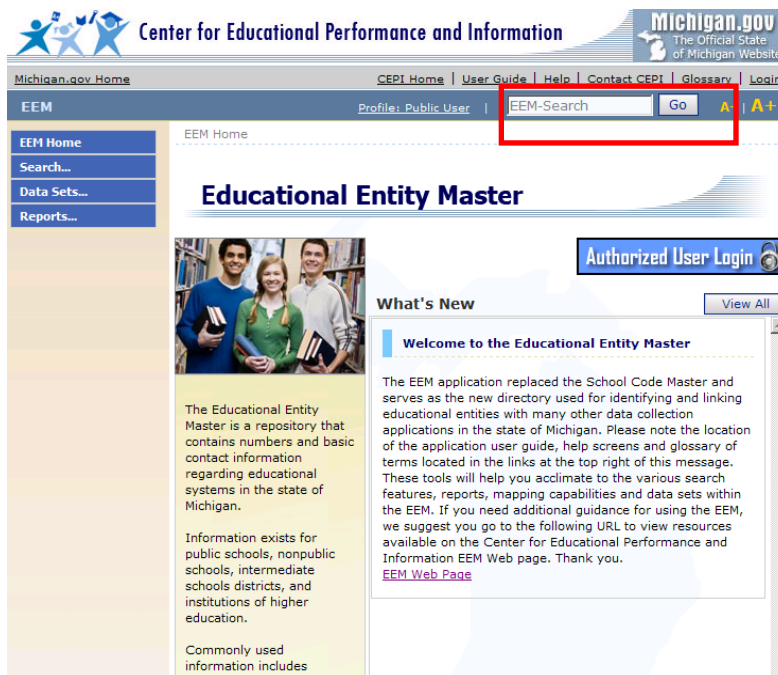 Center for Educational Performance and Information
Michigan.gov
The Official State
of Michigan Website
Michigan.gov Home
CEPI Home | User Guide | Help | Contact CEPI | Glossary | Login
EEM
Profile: Public User |
EEM-Search
Go
A- | A+
EEM Home
Search...
Data Sets...
Reports...
EEM Home
Educational Entity Master
Authorized User Login
What's New
View All
Welcome to the Educational Entity Master
The EEM application replaced the School Code Master and
serves as the new directory used for identifying and linking
educational entities with many other data collection
applications in the state of Michigan. Please note the location
of the application user guide, help screens and glossary of
terms located in the links at the top right of this message.
These tools will help you acclimate to the various search
features, reports, mapping capabilities and data sets within
the EEM. If you need additional guidance for using the EEM,
we suggest you go to the following URL to view resources
available on the Center for Educational Performance and
Information EEM Web page. Thank you.
EEM Web Page
The Educational Entity
Master is a repository that
contains numbers and basic
contact information
regarding educational
systems in the state of
Michigan.
Information exists for
public schools, nonpublic
schools, intermediate
schools districts, and
institutions of higher
education.
Commonly used
information includes